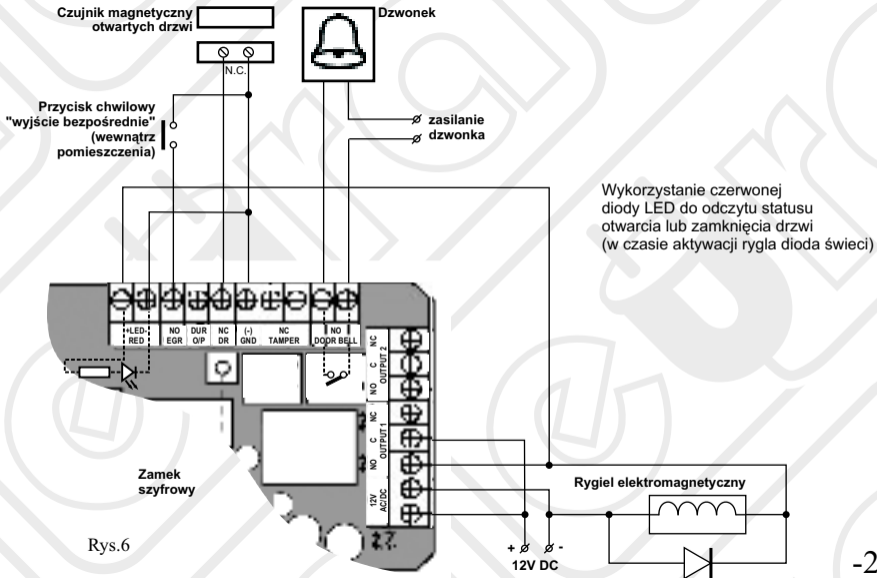 Czujnik magnetyczny
otwartych drzwi
Dzwonek
N.C.
Przycisk chwilowy
"wyjście bezpośrednie"
(wewnątrz
pomieszczenia)
zasilanie
dzwonka
Wykorzystanie czerwonej
diody LED do odczytu statusu
otwarcia lub zamknięcia drzwi
(w czasie aktywacji rygla dioda świeci)
+LED- NO DUR NC (-) NC NO
RED EGR O/P DR GND TAMPER DOOR BELL
NC C NO
OUTPUT 2
NC C NO
OUTPUT 1
12V
AC/DC
Zamek
szyfrowy
Rygiel elektromagnetyczny
Rys.6
+ -
12V DC
-2